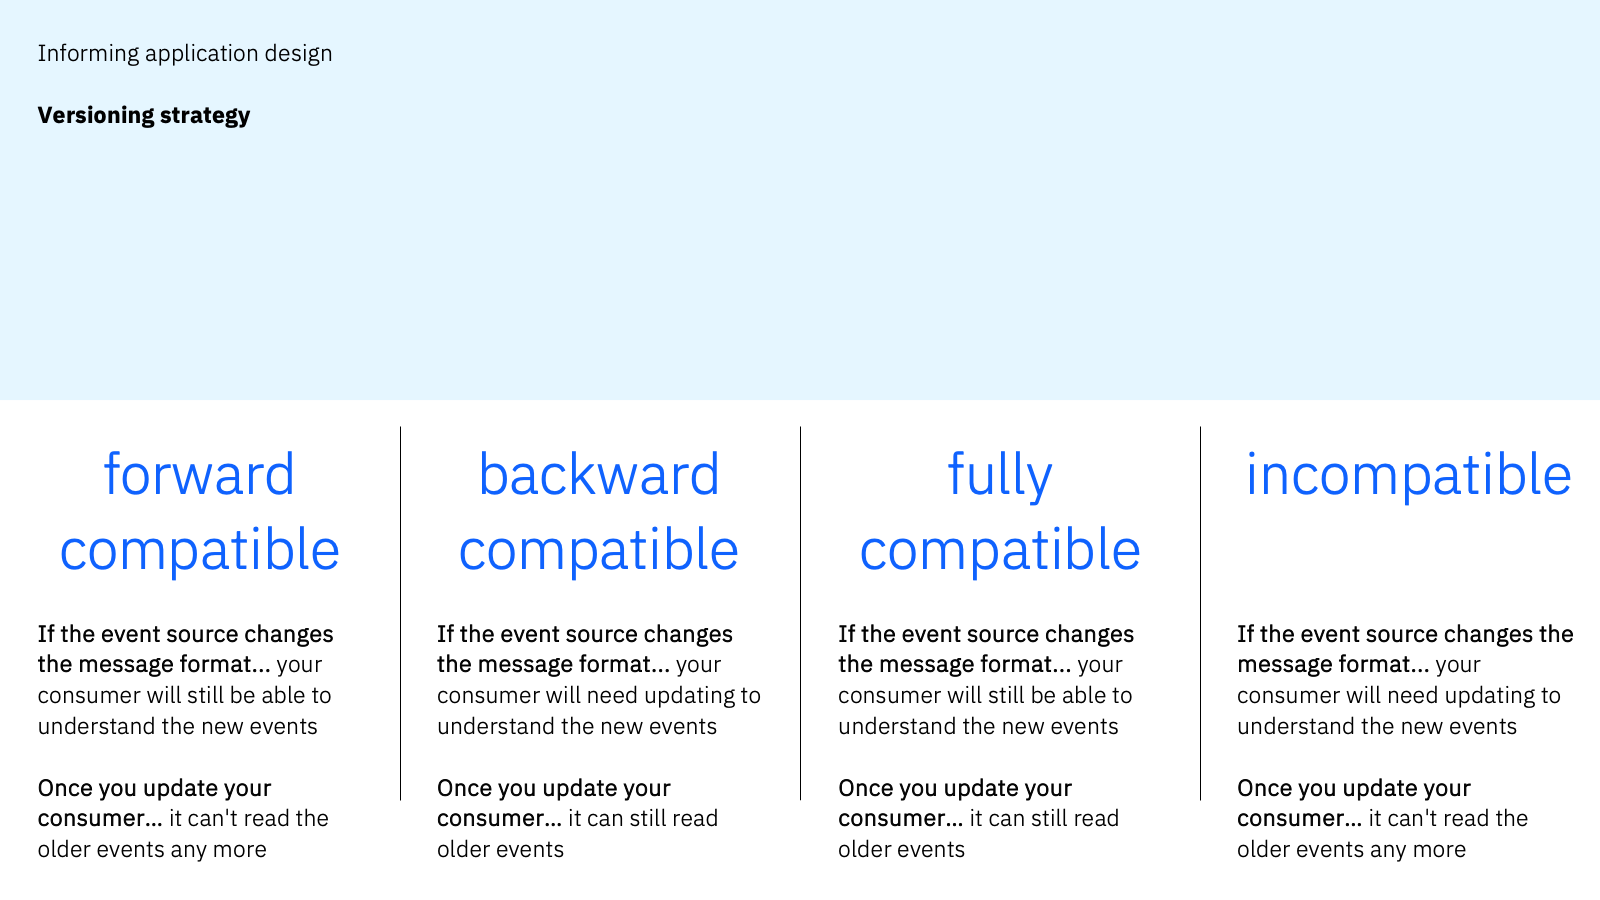 Informing application design
Versioning strategy
forward
compatible
If the event source changes
the message format... your
consumer will still be able to
understand the new events
Once you update your
consumer... it can't read the
older events any more
backward
compatible
If the event source changes
the message format... your
consumer will need updating to
understand the new events
Once you update your
consumer... it can still read
older events
fully
compatible
If the event source changes
the message format... your
consumer will still be able to
understand the new events
Once you update your
consumer... it can still read
older events
incompatible
If the event source changes the
message format... your
consumer will need updating to
understand the new events
Once you update your
consumer... it can't read the
older events any more